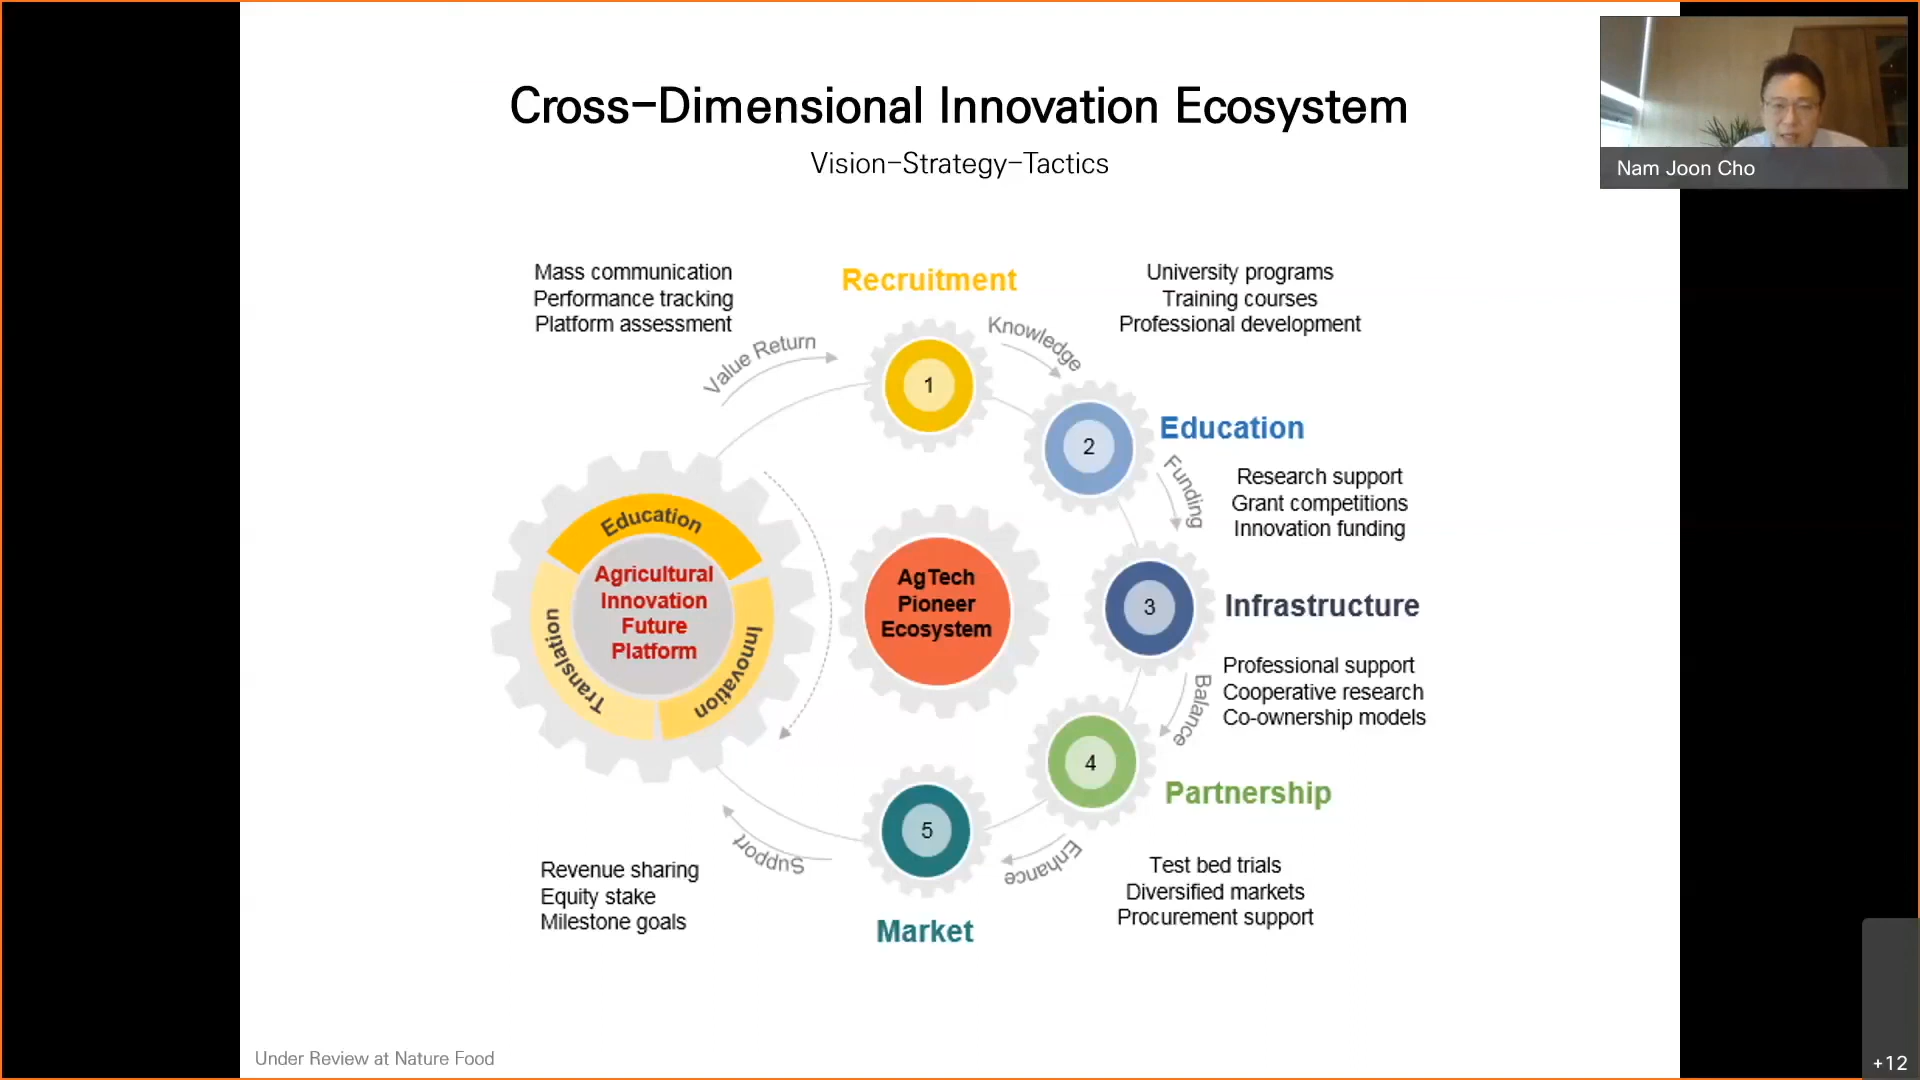 Cross-Dimensional Innovation Ecosystem
Vision-Strategy-Tactics
Nam Joon Cho
Mass communication
Performance tracking
Platform assessment
Recruitment
University programs
Training courses
Professional development
Value Return
Knowledge
1
2
Education
Funding
Research support
Grant competitions
Innovation funding
Education
Innovation
Translation
Agricultural
Innovation
Future
Platform
AgTech
Pioneer
Ecosystem
3
Infrastructure
Balance
Professional support
Cooperative research
Co-ownership models
4
Partnership
Enhance
5
Support
Revenue sharing
Equity stake
Milestone goals
Market
Test bed trials
Diversified markets
Procurement support
Under Review at Nature Food
+12